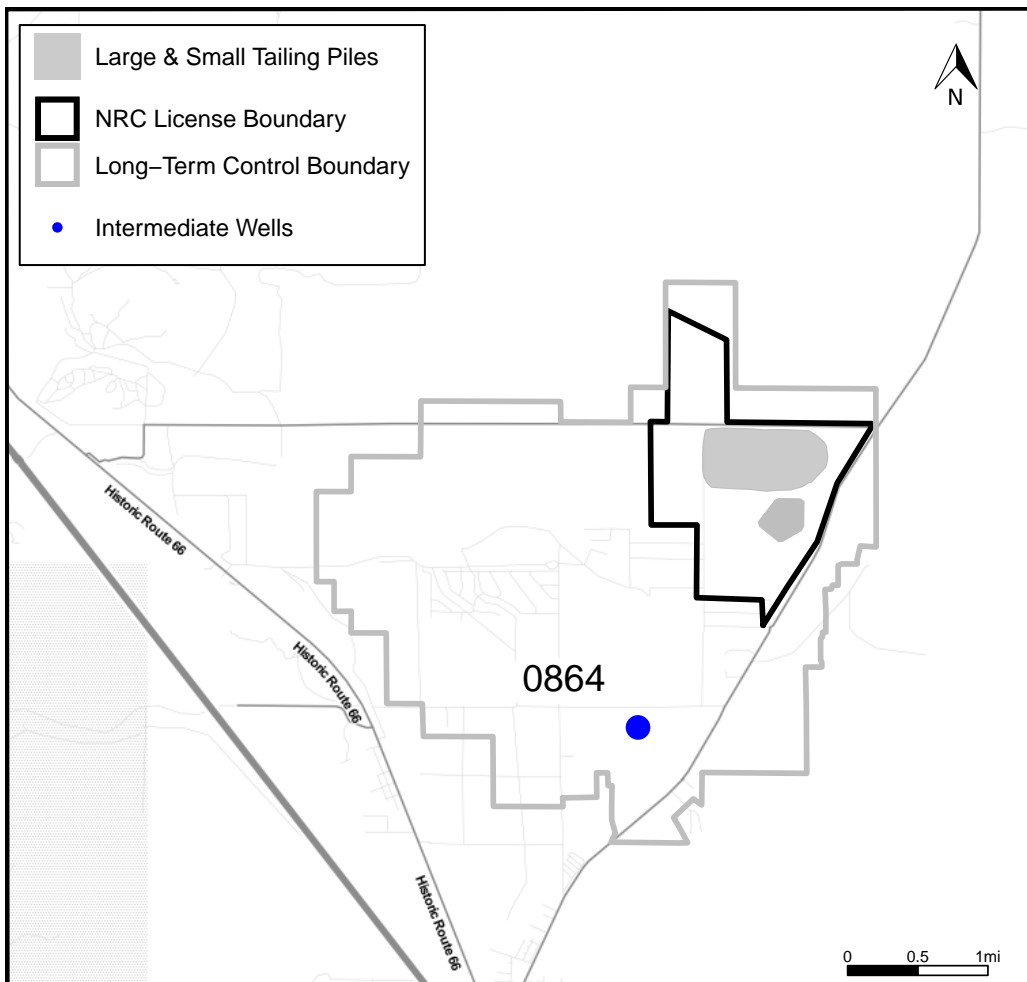 Large & Small Tailing Piles
NRC License Boundary
Long−Term Control Boundary
Intermediate Wells
N
Historic Route 66
Historic Route 66
0864
Historic Route 66
0 0.5 1mi